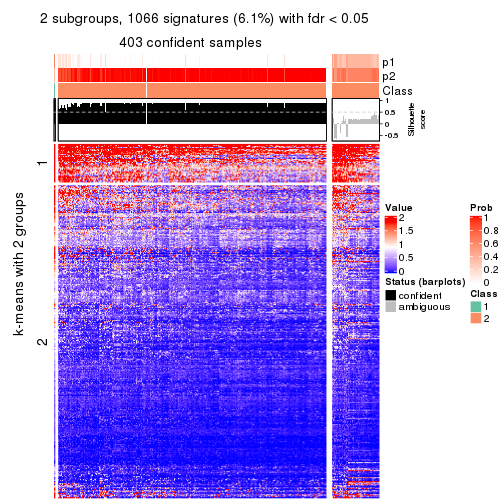 2 subgroups, 1066 signatures (6.1%) with fdr < 0.05
403 confident samples
p1
p2
Class
1
0.5
0
-0.5
Silhouette
score
k-means with 2 groups
1
2
Value
2
1.5
1
0.5
0
Status (barplots)
confident
ambiguous
Prob
1
0.8
0.6
0.4
0.2
0
Class
1
2